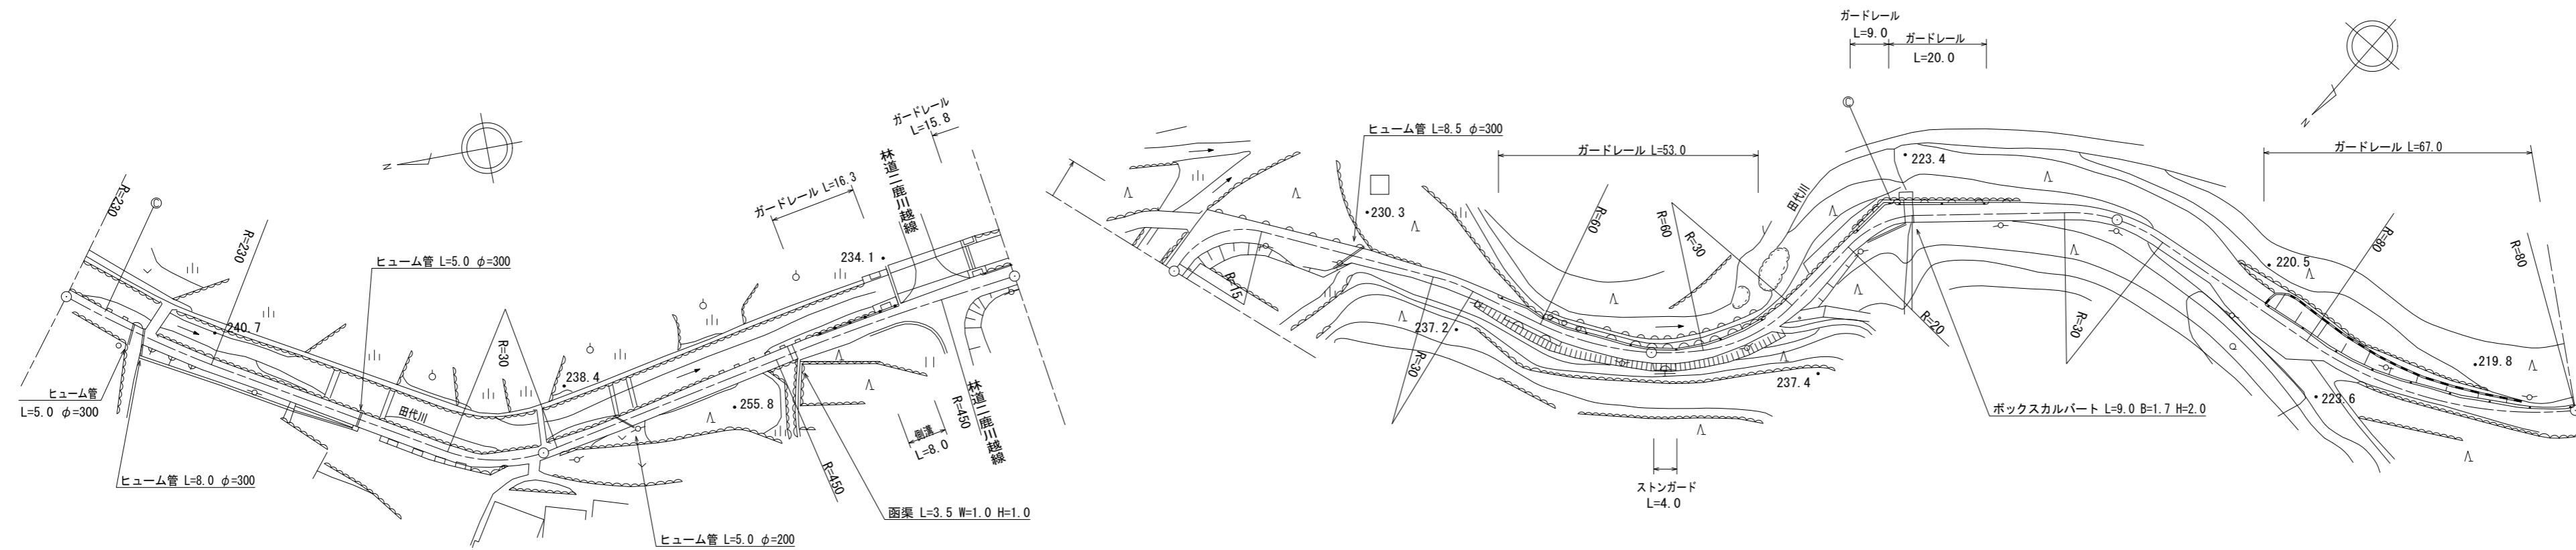 R=230
Ⓒ
R=230
N
ヒューム管 L=5.0 φ=300
240.7
ヒューム管
L=5.0 φ=300
ヒューム管 L=8.0 φ=300
田代川
R=30
238.4
ガードレール L=16.3
234.1
林道二鹿川越線
ガードレール
L=15.8
255.8
R=450
側溝
L=8.0
R=450
林道二鹿川越線
函渠 L=3.5 W=1.0 H=1.0
ヒューム管 L=5.0 φ=200
R=15
ヒューム管 L=8.5 φ=300
230.3
ガードレール L=53.0
R=60
R=60
R=30
237.2
R=30
田代川
237.4
ストンガード
L=4.0
ガードレール
L=9.0
ガードレール
L=20.0
Ⓒ
223.4
R=20
R=30
ボックスカルバート L=9.0 B=1.7 H=2.0
N
ガードレール L=67.0
220.5
R=80
R=80
219.8
223.6